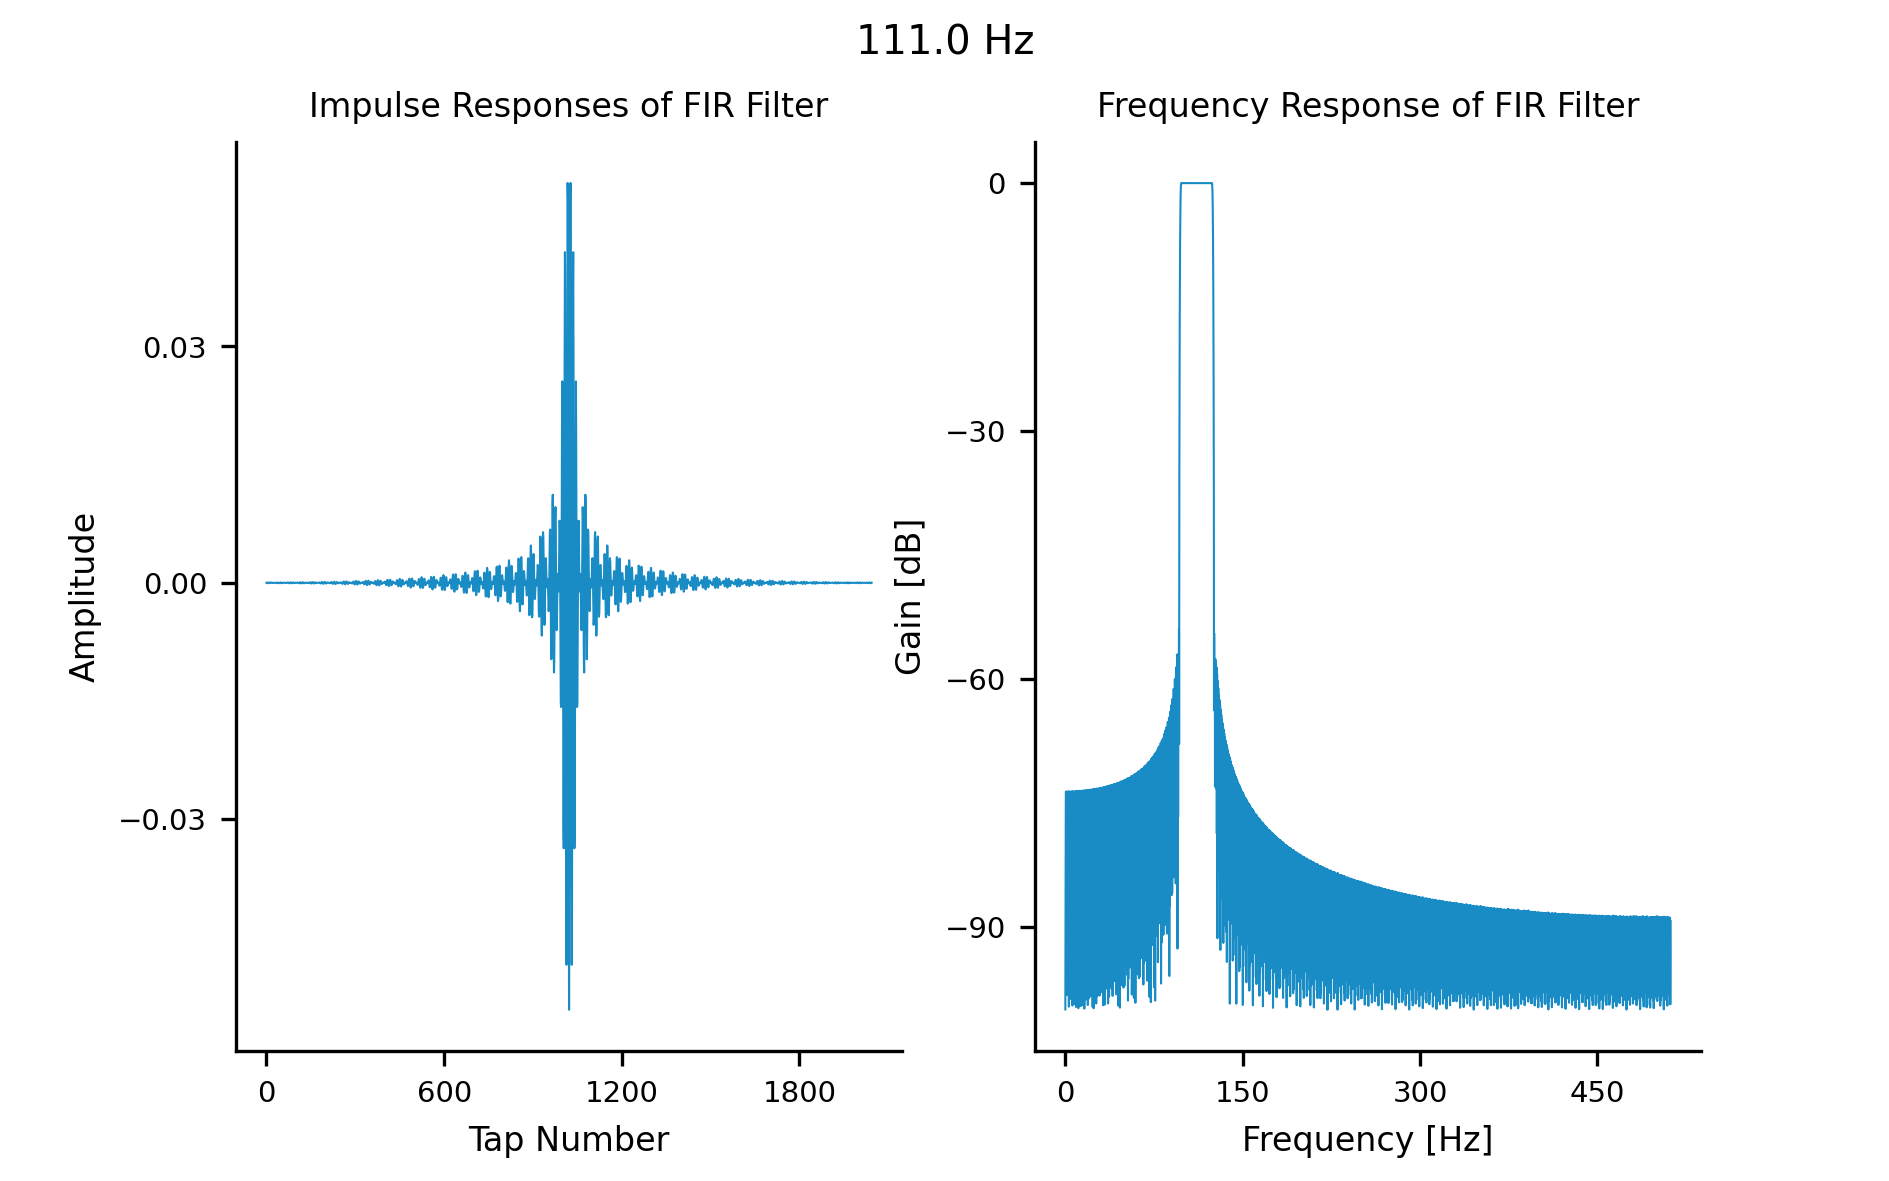 111.0 Hz
Impulse Responses of FIR Filter
Amplitude
0.03
0.00
−0.03
0 600 1200 1800
Tap Number
Frequency Response of FIR Filter
Gain [dB]
0
−30
−60
−90
0 150 300 450
Frequency [Hz]